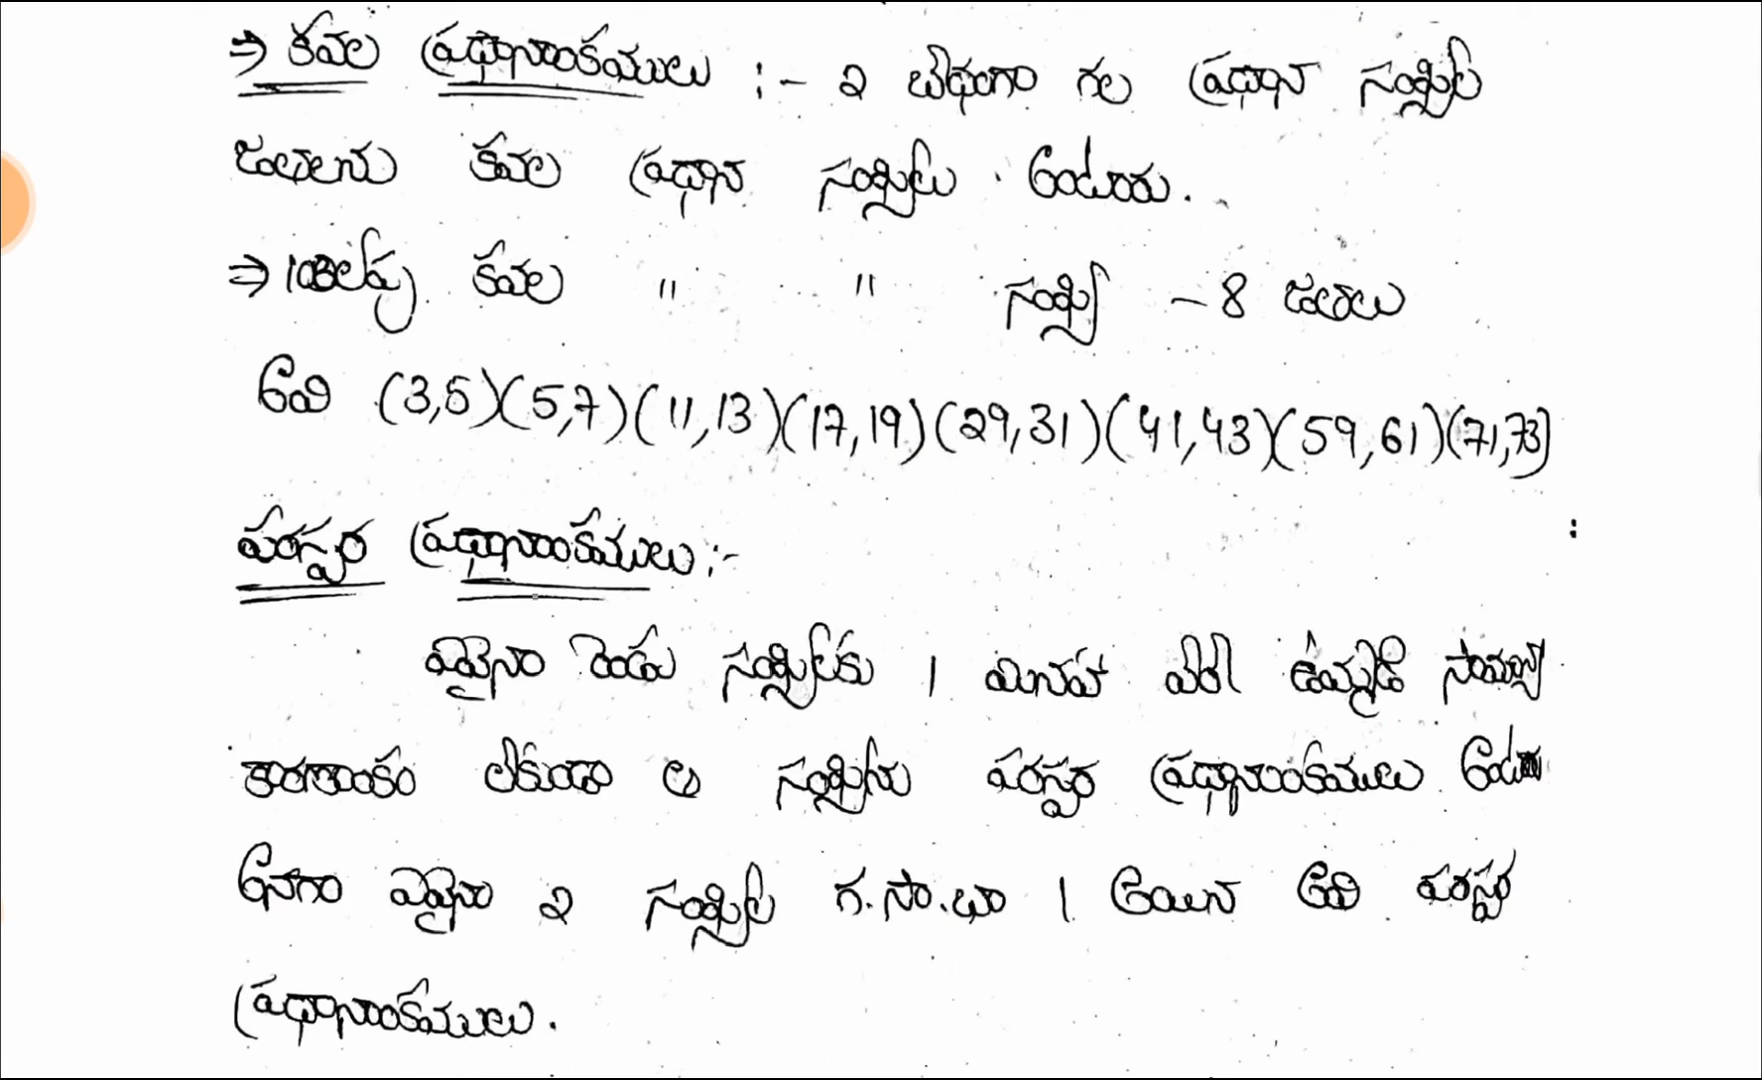 ⇒ కవల ప్రధానాంకములు :- 2 భేధంగా గల ప్రధాన సంఖ్యల
జంటలను కవల ప్రధాన సంఖ్యలు అంటారు.
⇒ 100లోపు కవల " " సంఖ్య - 8 జతలు
అవి (3,5)(5,7)(11,13)(17,19)(29,31)(41,43)(59,61)(71,73)
పరస్పర ప్రధానాంకములు :-
ఏవైనా రెండు సంఖ్యలకు 1 మినహా వేరే ఉమ్మడి సామాన్య
కారణాంకం లేకుండా ఆ సంఖ్యలను పరస్పర ప్రధానాంకములు అంటారు
అనగా ఏవైనా 2 సంఖ్యల గ.సా.భా 1 అయిన అవి పరస్పర
ప్రధానాంకములు.